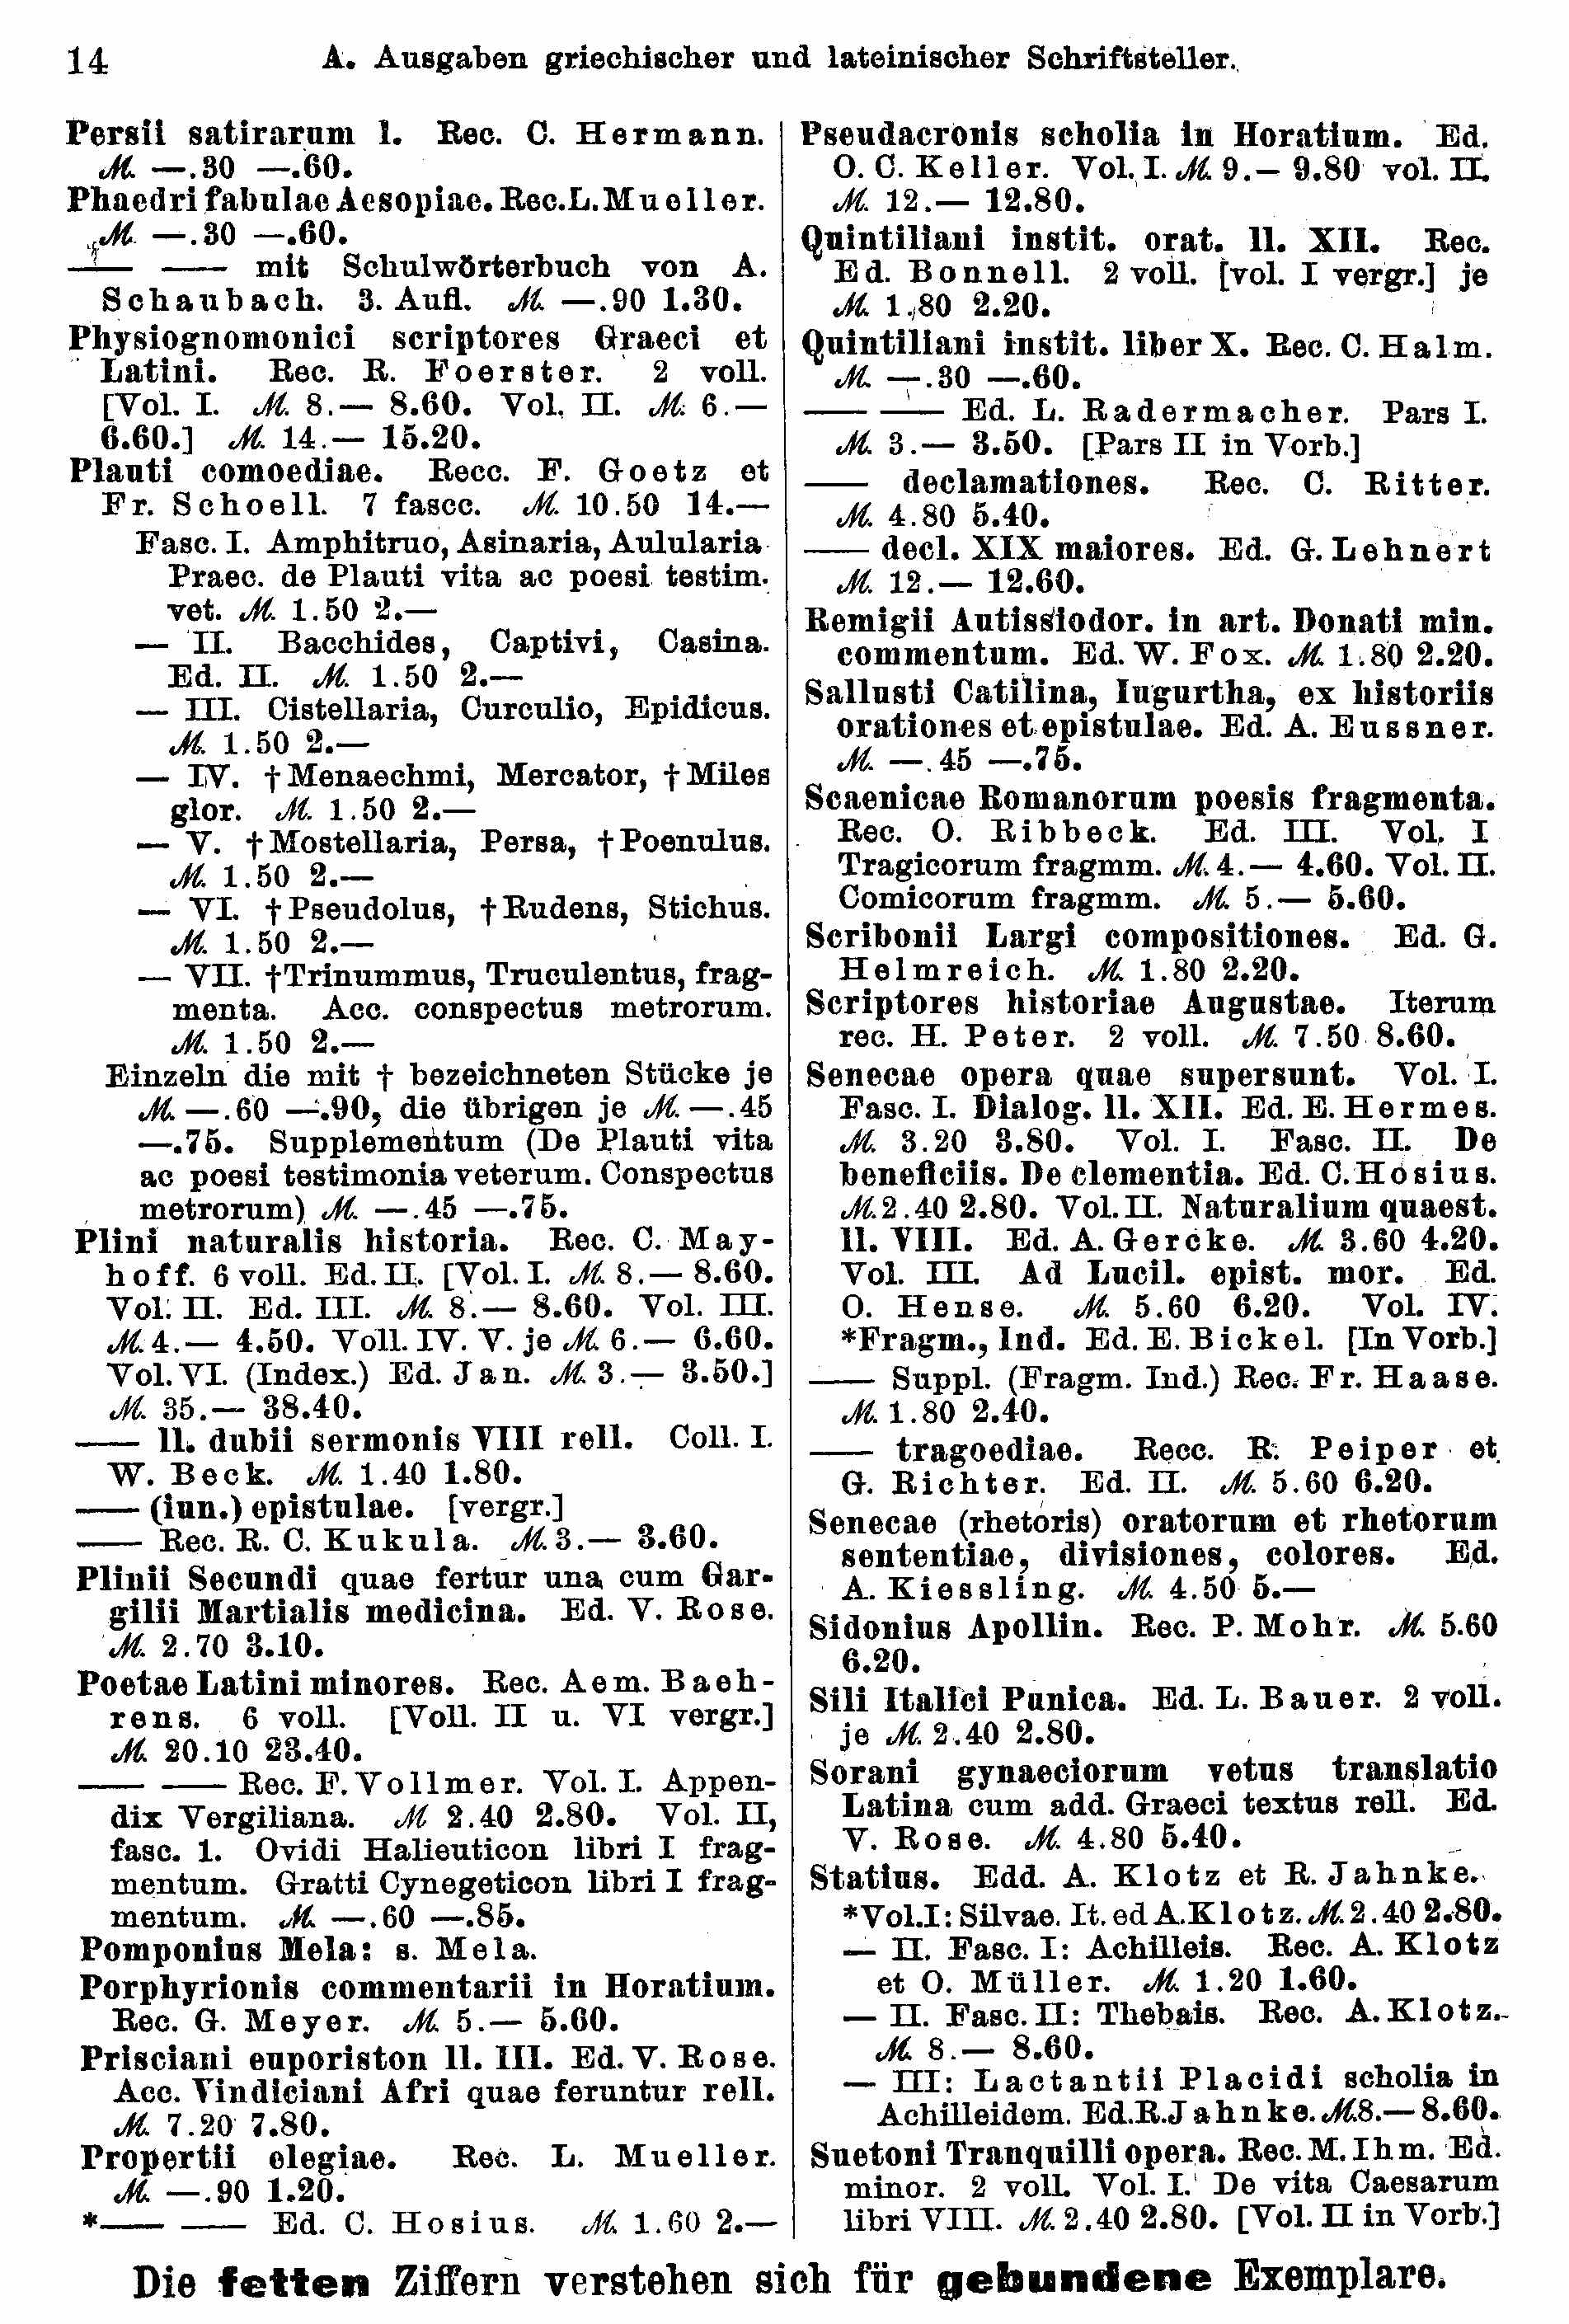 14
A. Ausgaben griechischer und lateinischer Schriftsteller.
Persii satirarum l. Rec. C. Hermann.
ℳ. —.30 —.60.
Phaedri fabulae Aesopiae. Rec. L. Mueller.
ℳ. —.30 —.60.
—— —— mit Schulwörterbuch von A.
Schaubach. 3. Aufl. ℳ. —.90 1.30.
Physiognomonici scriptores Graeci et
Latini. Rec. R. Foerster. 2 voll.
[Vol. I. ℳ. 8.— 8.60. Vol. II. ℳ. 6.—
6.60.] ℳ. 14.— 15.20.
Plauti comoediae. Recc. F. Goetz et
Fr. Schoell. 7 fascc. ℳ. 10.50 14.—
Fasc. I. Amphitruo, Asinaria, Aulularia
Praec. de Plauti vita ac poesi testim.
vet. ℳ. 1.50 2.—
— II. Bacchides, Captivi, Casina.
Ed. II. ℳ. 1.50 2.—
— III. Cistellaria, Curculio, Epidicus.
ℳ. 1.50 2.—
— IV. †Menaechmi, Mercator, †Miles
glor. ℳ. 1.50 2.—
— V. †Mostellaria, Persa, †Poenulus.
ℳ. 1.50 2.—
— VI. †Pseudolus, †Rudens, Stichus.
ℳ. 1.50 2.—
— VII. †Trinummus, Truculentus, frag-
menta. Acc. conspectus metrorum.
ℳ. 1.50 2.—
Einzeln die mit † bezeichneten Stücke je
ℳ. —.60 —.90, die übrigen je ℳ. —.45
—.75. Supplementum (De Plauti vita
ac poesi testimonia veterum. Conspectus
metrorum) ℳ. —.45 —.75.
Plini naturalis historia. Rec. C. May-
hoff. 6 voll. Ed. II. [Vol. I. ℳ. 8.— 8.60.
Vol. II. Ed. III. ℳ. 8.— 8.60. Vol. III.
ℳ. 4.— 4.50. Voll. IV. V. je ℳ. 6.— 6.60.
Vol. VI. (Index.) Ed. Jan. ℳ. 3.— 3.50.]
ℳ. 35.— 38.40.
—— ll. dubii sermonis VIII rell. Coll. I.
W. Beck. ℳ. 1.40 1.80.
—— (iun.) epistulae. [vergr.]
—— Rec. R. C. Kukula. ℳ. 3.— 3.60.
Plinii Secundi quae fertur una cum Gar-
gilii Martialis medicina. Ed. V. Rose.
ℳ. 2.70 3.10.
Poetae Latini minores. Rec. Aem. Baeh-
rens. 6 voll. [Voll. II u. VI vergr.]
ℳ. 20.10 23.40.
—— —— Rec. F. Vollmer. Vol. I. Appen-
dix Vergiliana. ℳ 2.40 2.80. Vol. II,
fasc. 1. Ovidi Halieuticon libri I frag-
mentum. Gratti Cynegeticon libri I frag-
mentum. ℳ. —.60 —.85.
Pomponius Mela: s. Mela.
Porphyrionis commentarii in Horatium.
Rec. G. Meyer. ℳ. 5.— 5.60.
Prisciani euporiston ll. III. Ed. V. Rose.
Acc. Vindiciani Afri quae feruntur rell.
ℳ. 7.20 7.80.
Propertii elegiae. Rec. L. Mueller.
ℳ. —.90 1.20.
*—— —— Ed. C. Hosius. ℳ. 1.60 2.—
Pseudacronis scholia in Horatium. Ed.
O. C. Keller. Vol. I. ℳ. 9.— 9.80 vol. II.
ℳ. 12.— 12.80.
Quintiliani instit. orat. ll. XII. Rec.
Ed. Bonnell. 2 voll. [vol. I vergr.] je
ℳ. 1.80 2.20.
Quintiliani instit. liber X. Rec. C. Halm.
ℳ. —.30 —.60.
—— —— Ed. L. Radermacher. Pars I.
ℳ. 3.— 3.50. [Pars II in Vorb.]
—— declamationes. Rec. C. Ritter.
ℳ. 4.80 5.40.
—— decl. XIX maiores. Ed. G. Lehnert
ℳ. 12.— 12.60.
Remigii Autissiodor. in art. Donati min.
commentum. Ed. W. Fox. ℳ. 1.80 2.20.
Sallusti Catilina, Iugurtha, ex historiis
orationes et epistulae. Ed. A. Eussner.
ℳ. —.45 —.75.
Scaenicae Romanorum poesis fragmenta.
Rec. O. Ribbeck. Ed. III. Vol. I
Tragicorum fragmm. ℳ. 4.— 4.60. Vol. II.
Comicorum fragmm. ℳ. 5.— 5.60.
Scribonii Largi compositiones. Ed. G.
Helmreich. ℳ. 1.80 2.20.
Scriptores historiae Augustae. Iterum
rec. H. Peter. 2 voll. ℳ. 7.50 8.60.
Senecae opera quae supersunt. Vol. I.
Fasc. I. Dialog. ll. XII. Ed. E. Hermes.
ℳ. 3.20 3.80. Vol. I. Fasc. II. De
beneficiis. De clementia. Ed. C. Hosius.
ℳ. 2.40 2.80. Vol. II. Naturalium quaest.
ll. VIII. Ed. A. Gercke. ℳ. 3.60 4.20.
Vol. III. Ad Lucil. epist. mor. Ed.
O. Hense. ℳ. 5.60 6.20. Vol. IV.
*Fragm., Ind. Ed. E. Bickel. [In Vorb.]
—— Suppl. (Fragm. Ind.) Rec. Fr. Haase.
ℳ. 1.80 2.40.
—— tragoediae. Recc. R. Peiper et
G. Richter. Ed. II. ℳ. 5.60 6.20.
Senecae (rhetoris) oratorum et rhetorum
sententiae, divisiones, colores. Ed.
A. Kiessling. ℳ. 4.50 5.—
Sidonius Apollin. Rec. P. Mohr. ℳ. 5.60
6.20.
Sili Italici Punica. Ed. L. Bauer. 2 voll.
je ℳ. 2.40 2.80.
Sorani gynaeciorum vetus translatio
Latina cum add. Graeci textus rell. Ed.
V. Rose. ℳ. 4.80 5.40.
Statius. Edd. A. Klotz et R. Jahnke.
*Vol. I: Silvae. It. ed A. Klotz. ℳ. 2.40 2.80.
— II. Fasc. I: Achilleis. Rec. A. Klotz
et O. Müller. ℳ. 1.20 1.60.
— II. Fasc. II: Thebais. Rec. A. Klotz.
ℳ. 8.— 8.60.
— III: Lactantii Placidi scholia in
Achilleidem. Ed. R. Jahnke. ℳ. 8.— 8.60.
Suetoni Tranquilli opera. Rec. M. Ihm. Ed.
minor. 2 voll. Vol. I. De vita Caesarum
libri VIII. ℳ. 2.40 2.80. [Vol. II in Vorb.]
Die fetten Ziffern verstehen sich für gebundene Exemplare.